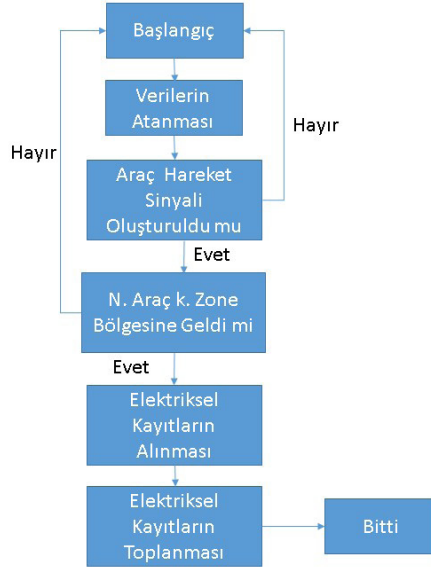 Başlangıç
Verilerin
Atanması
Hayır
Hayır
Araç Hareket
Sinyali
Oluşturuldu mu
Evet
N. Araç k. Zone
Bölgesine Geldi mi
Evet
Elektriksel
Kayıtların
Alınması
Elektriksel
Kayıtların
Toplanması
Bitti